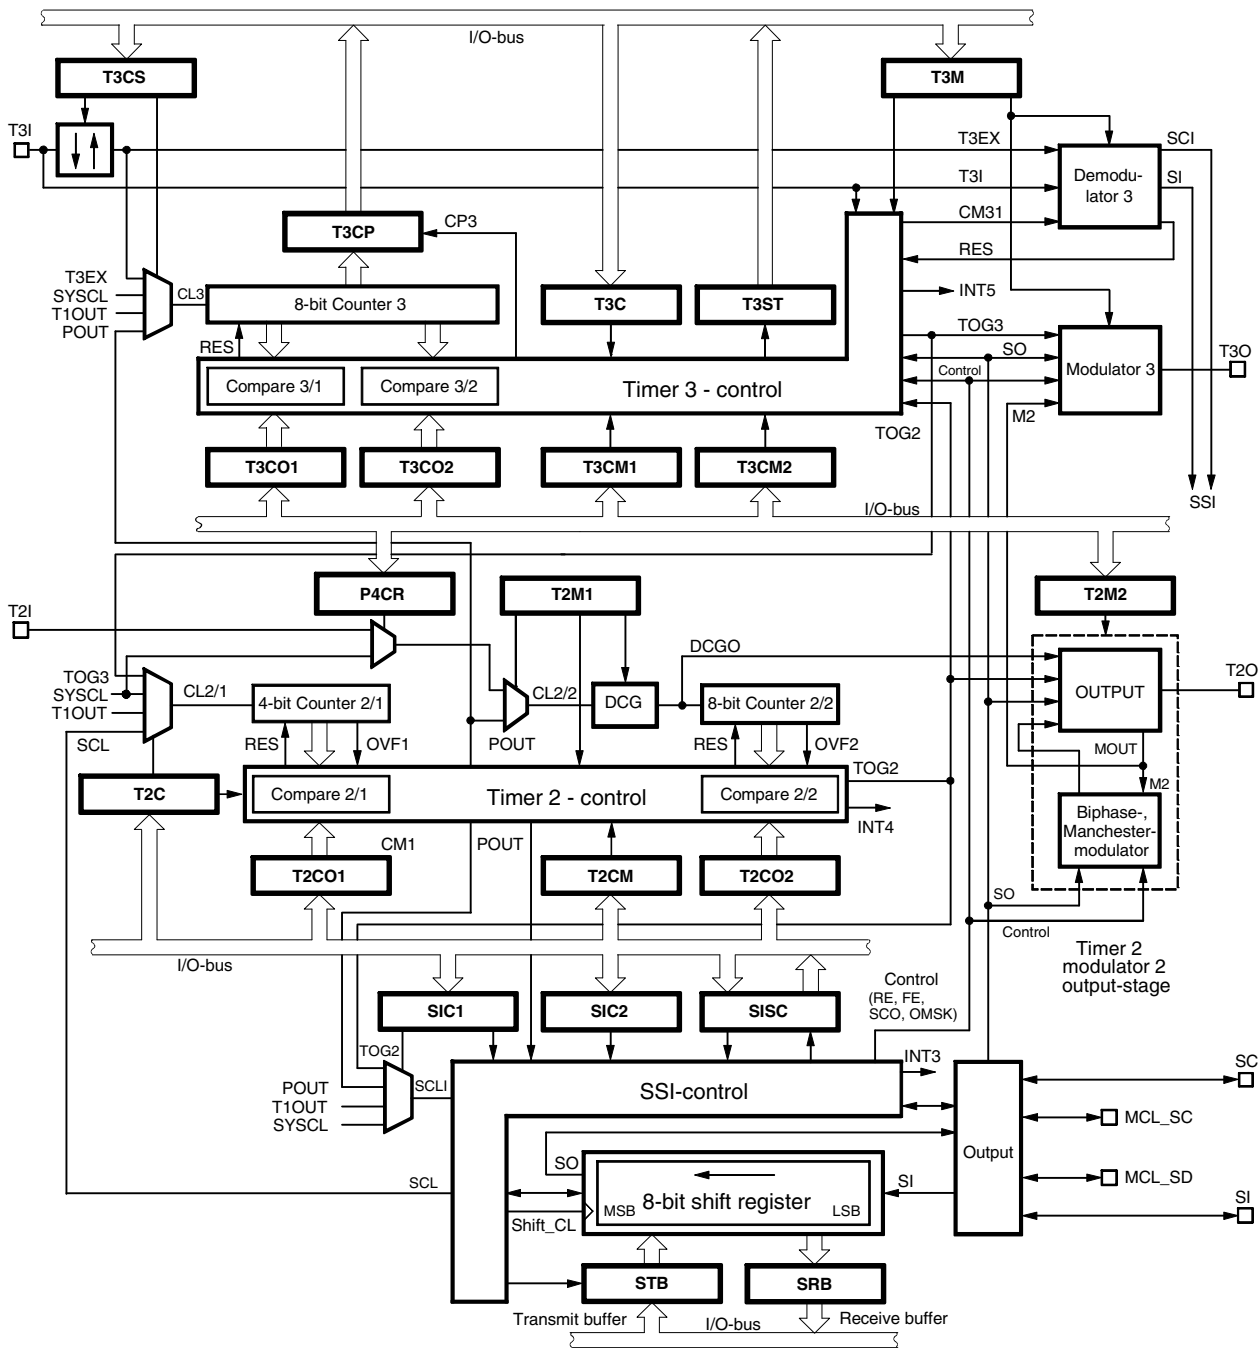 I/O-bus
T3CS
T3M
T3I
T3EX
SCI
T3I
SI
Demodu-
lator 3
T3CP
CP3
CM31
RES
T3EX
SYSCL
T1OUT
POUT
CL3
8-bit Counter 3
T3C
T3ST
INT5
RES
TOG3
SO
Control
M2
Modulator 3
T3O
Compare 3/1
Compare 3/2
Timer 3 - control
TOG2
T3CO1
T3CO2
T3CM1
T3CM2
SSI
I/O-bus
P4CR
T2M1
T2M2
T2I
DCGO
TOG3
SYSCL
T1OUT
SCL
CL2/1
4-bit Counter 2/1
CL2/2
DCG
8-bit Counter 2/2
OUTPUT
T2O
RES
OVF1
POUT
RES
OVF2
MOUT
TOG2
M2
T2C
Compare 2/1
Timer 2 - control
Compare 2/2
INT4
Biphase-,
Manchester-
modulator
CM1
POUT
T2CO1
T2CM
T2CO2
SO
Control
I/O-bus
Timer 2
modulator 2
output-stage
SIC1
SIC2
SISC
Control
(RE, FE,
SCO, OMSK)
TOG2
POUT
T1OUT
SYSCL
SCLI
SSI-control
INT3
SC
MCL_SC
Output
SO
SI
MCL_SD
SCL
8-bit shift register
MSB
LSB
Shift_CL
SI
STB
SRB
Transmit buffer
I/O-bus
Receive buffer